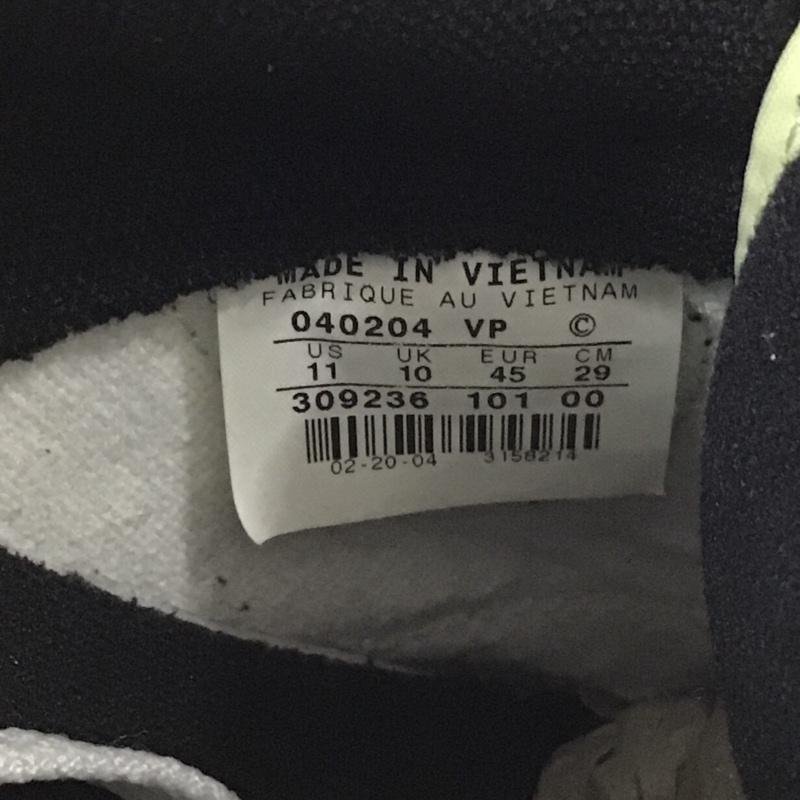 MADE IN VIETNAM
FABRIQUE AU VIETNAM
040204 VP ©
US UK EUR CM
11 10 45 29
309236 101 00
02-20-04 3158214